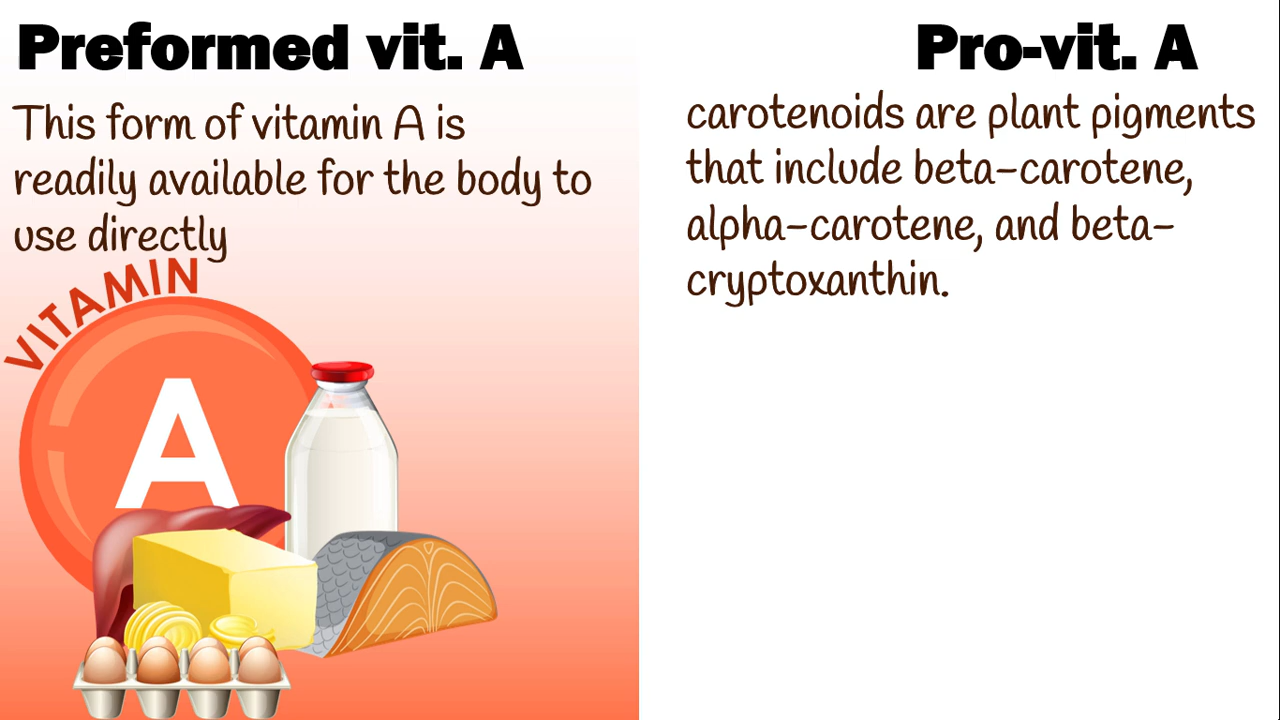 Preformed vit. A
This form of vitamin A is
readily available for the body to
use directly
VITAMIN
A
Pro-vit. A
carotenoids are plant pigments
that include beta-carotene,
alpha-carotene, and beta-
cryptoxanthin.